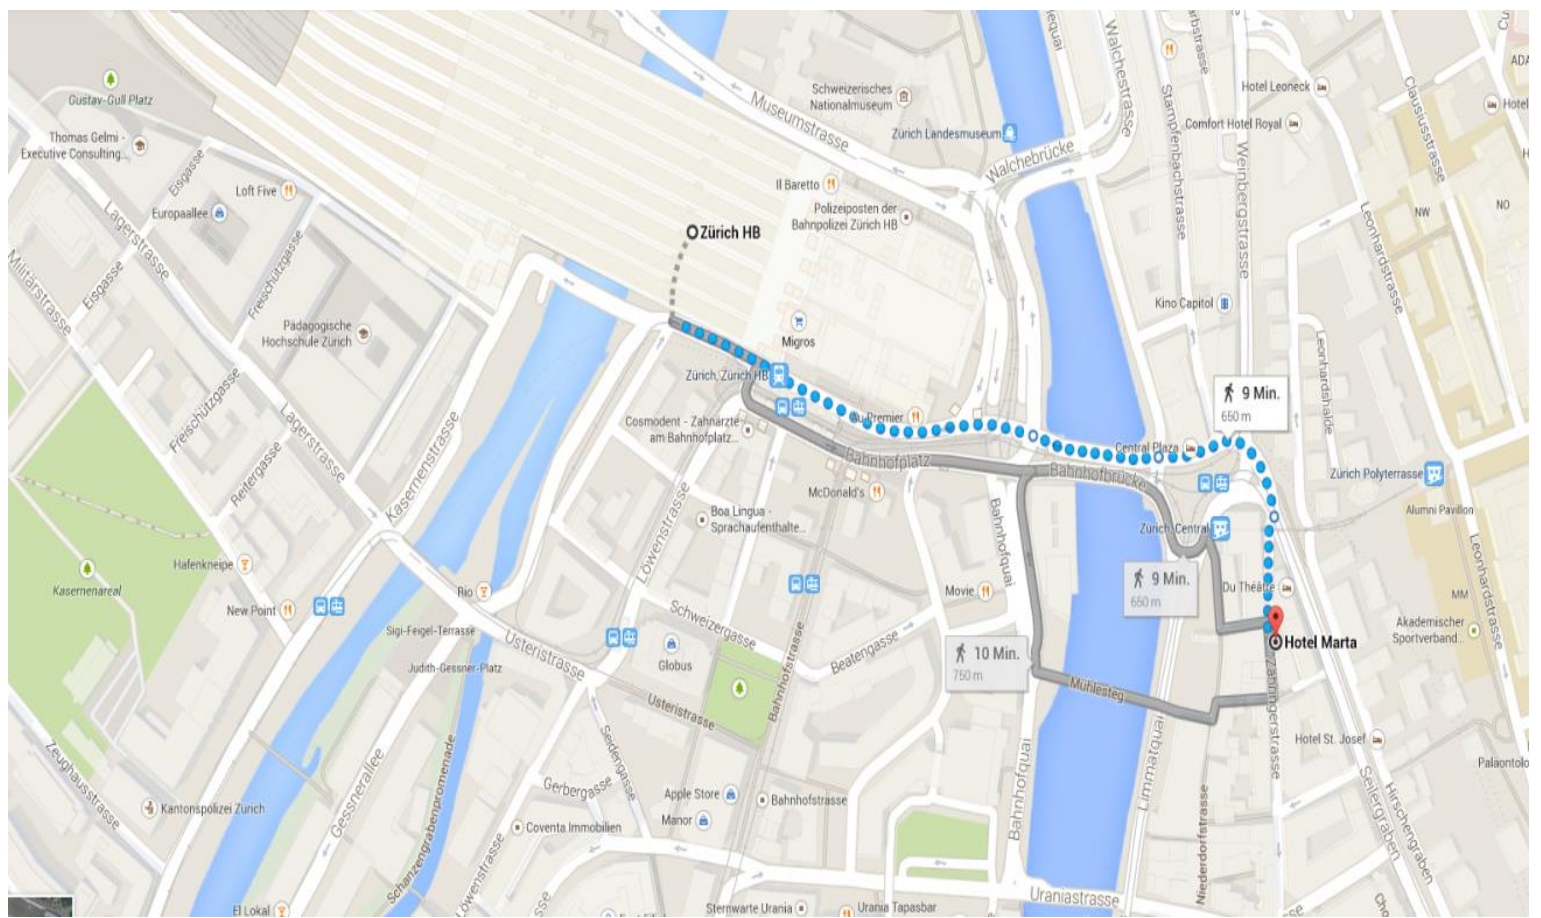 Gustav-Gull Platz
Thomas Gelmi -
Executive Consulting...
Eisgasse
Loft Five
Europaallee
Lagerstrasse
Militärstrasse
Eisgasse
Freischützgasse
Pädagogische
Hochschule Zürich
Freischützgasse
Lagerstrasse
Reitergasse
Kasernenstrasse
Hafenkneipe
Kasernenareal
New Point
Zeughausstrasse
Kantonspolizei Zürich
Gessnerallee
Schanzengrabenpromenade
El Lokal
Sigi-Feigel-Terrasse
Judith-Gessner-Platz
Rio
Usteristrasse
Löwenstrasse
Schweizergasse
Globus
Usteristrasse
Seidengasse
Gerbergasse
Coventa Immobilien
Löwenstrasse
Apple Store
Manor
Bahnhofstrasse
Bahnhofstrasse
Sternwarte Urania
Urania Tapasbar
Uraniastrasse
Museumstrasse
Schweizerisches
Nationalmuseum
Zürich Landesmuseum
Walchebrücke
Walchestrasse
Il Baretto
Polizeiposten der
Bahnpolizei Zürich HB
Zürich HB
Migros
Zürich, Zürich HB
Cosmodent - Zahnärzte
am Bahnhofplatz...
Au Premier
Bahnhofplatz
McDonald's
Boa Lingua -
Sprachaufenthalte...
Bahnhofbrücke
Bahnhofquai
Movie
Beatengasse
10 Min.
750 m
Mühlesteg
Bahnhofquai
Limmatquai
Niederdorfstrasse
Stampfenbachstrasse
Weinbergstrasse
Hotel Leoneck
Comfort Hotel Royal
Kino Capitol
Leonhardstrasse
Clausiusstrasse
NW
NO
ADA
Hotel
Leonhardshalde
9 Min.
650 m
Central Plaza
Zürich, Central
9 Min.
650 m
Du Théâtre
Hotel Marta
Zähringerstrasse
Zürich Polyterrasse
Alumni Pavillon
Leonhardstrasse
MM
Akademischer
Sportverband...
Hotel St. Josef
Palaontolo
Seilergraben
Hirschengraben